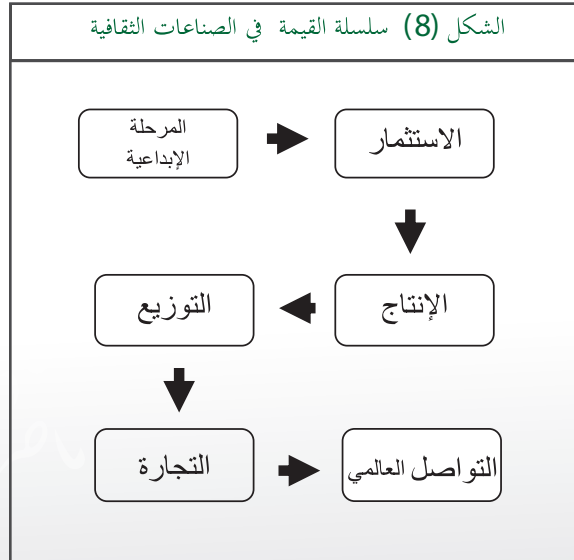 الشكل (8) سلسلة القيمة في الصناعات الثقافية
المرحلة
الإبداعية
الاستثمار
الإنتاج
التوزيع
التجارة
التواصل العالمي